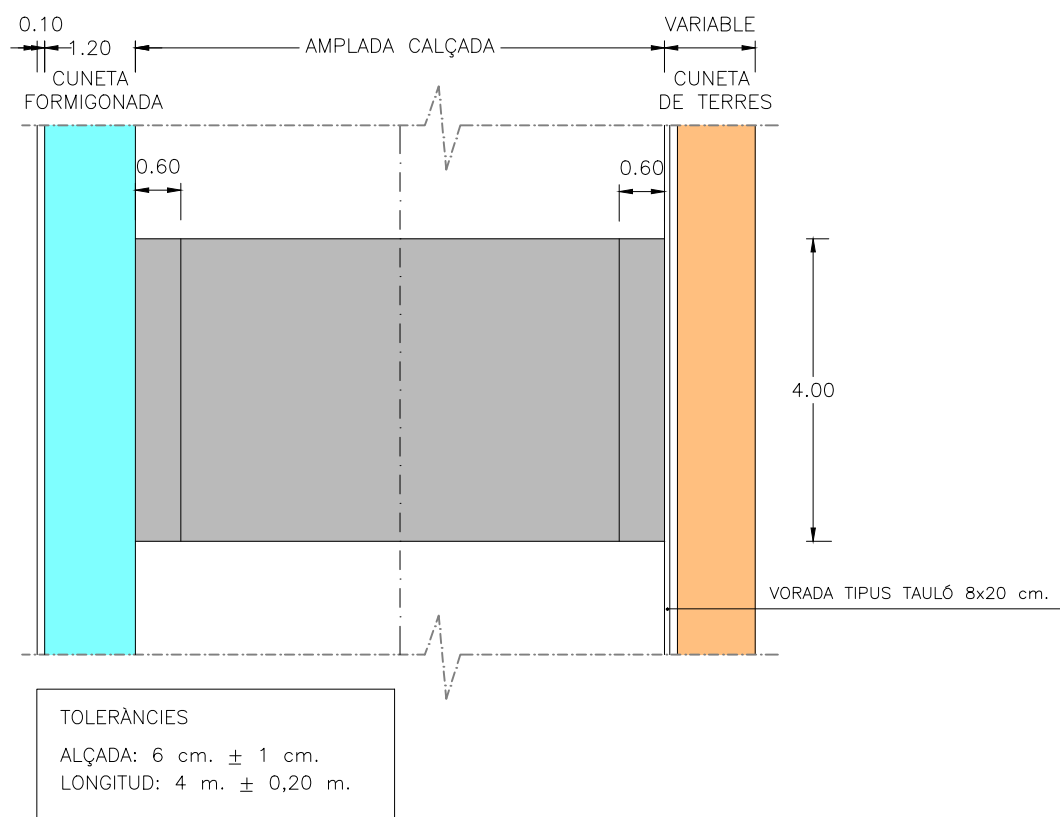 0.10
1.20
AMPLADA CALÇADA
VARIABLE
CUNETA
FORMIGONADA
CUNETA
DE TERRES
0.60
0.60
4.00
VORADA TIPUS TAULÓ 8x20 cm.
TOLERÀNCIES
ALÇADA: 6 cm. ± 1 cm.
LONGITUD: 4 m. ± 0,20 m.